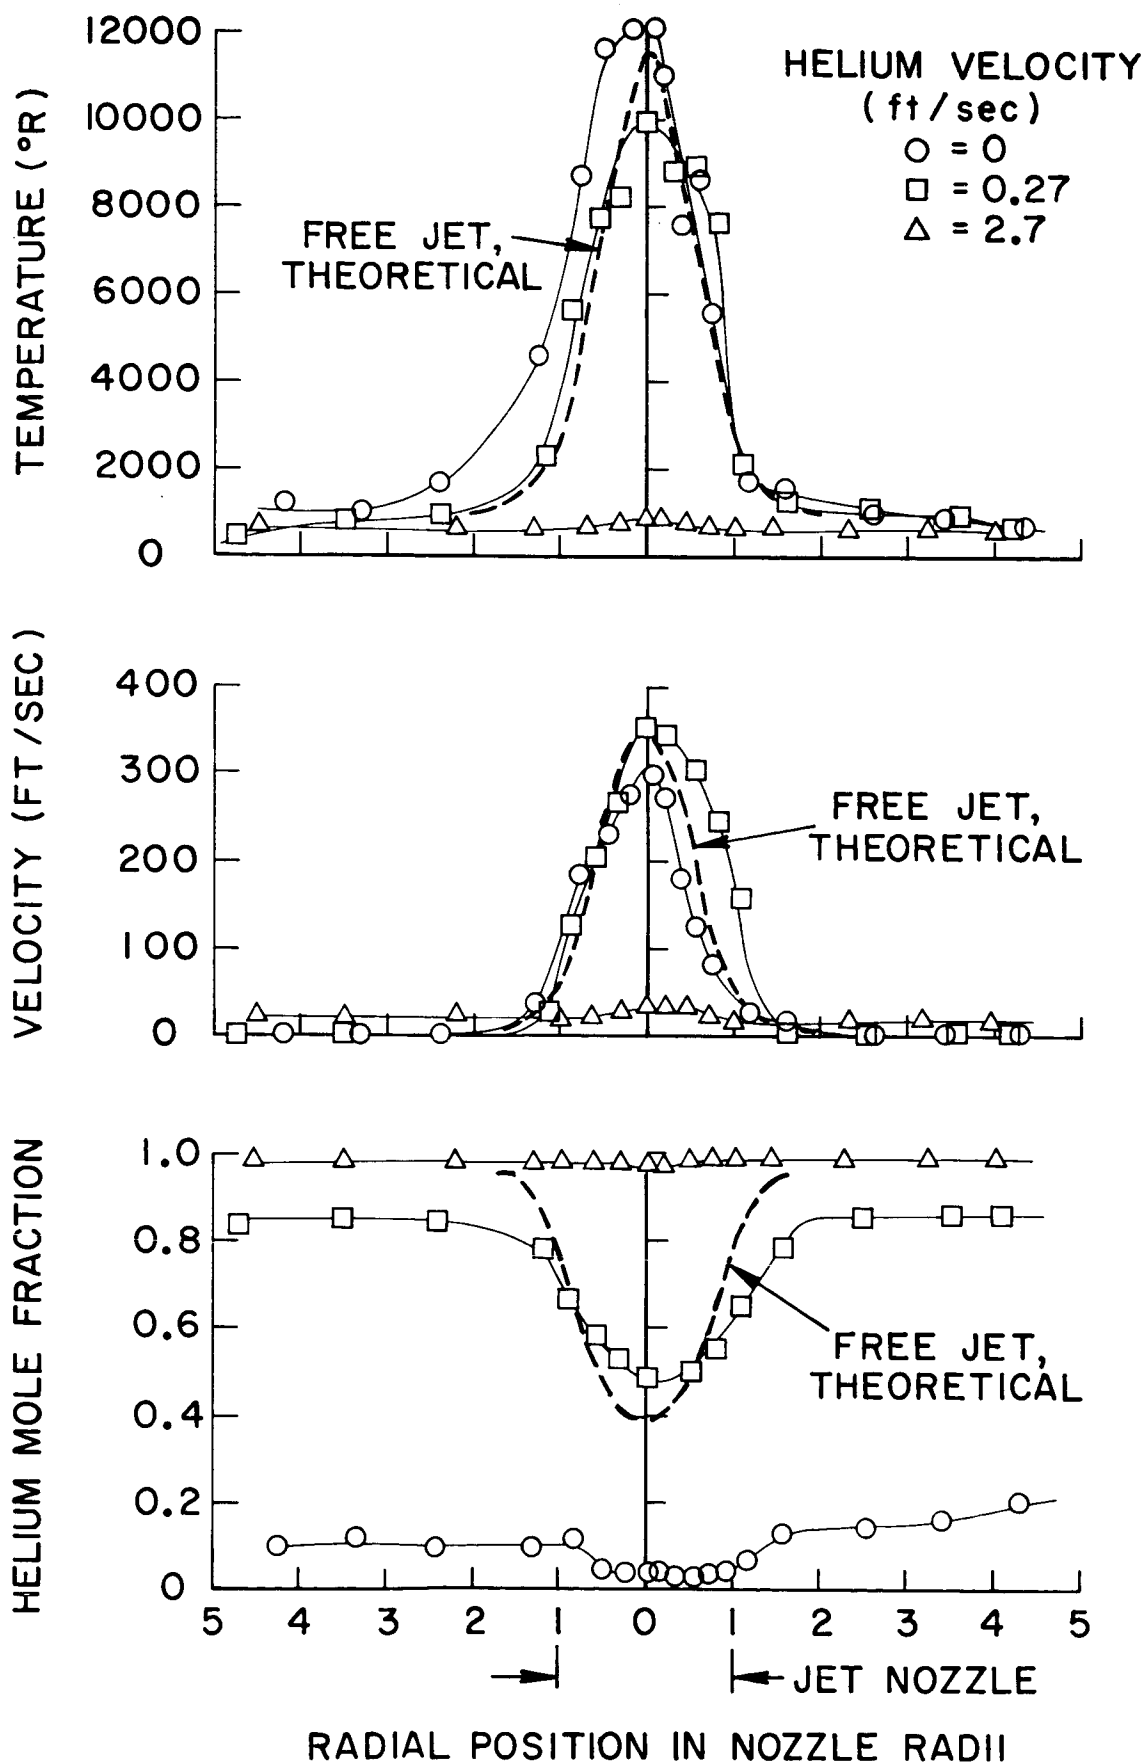 TEMPERATURE (°R)
12000
10000
8000
6000
4000
2000
0
HELIUM VELOCITY
(ft/sec)
○ = 0
□ = 0.27
△ = 2.7
FREE JET,
THEORETICAL
VELOCITY (FT/SEC)
400
300
200
100
0
FREE JET,
THEORETICAL
HELIUM MOLE FRACTION
1.0
0.8
0.6
0.4
0.2
0
FREE JET,
THEORETICAL
5 4 3 2 1 0 1 2 3 4 5
JET NOZZLE
RADIAL POSITION IN NOZZLE RADII